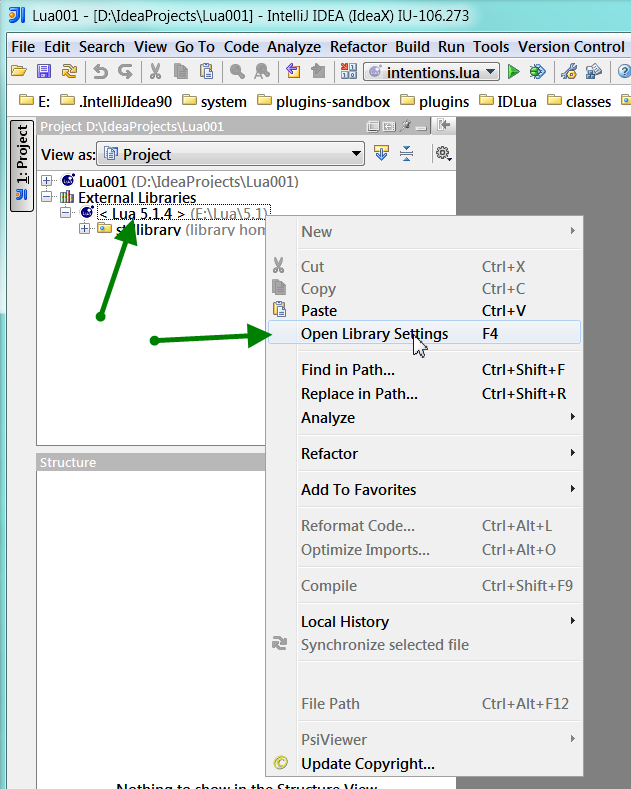 Lua001 - [D:\IdeaProjects\Lua001] - IntelliJ IDEA (IdeaX) IU-106.273
File Edit Search View Go To Code Analyze Refactor Build Run Tools Version Control
intentions.lua
E: .IntelliJIdea90 system plugins-sandbox plugins IDLua classes
1: Project
Project D:\IdeaProjects\Lua001
View as: Project
Lua001 (D:\IdeaProjects\Lua001)
External Libraries
< Lua 5.1.4 > (E:\Lua\5.1)
library (library hom
New
Cut Ctrl+X
Copy Ctrl+C
Paste Ctrl+V
Open Library Settings F4
Find in Path... Ctrl+Shift+F
Replace in Path... Ctrl+Shift+R
Analyze
Refactor
Add To Favorites
Reformat Code... Ctrl+Alt+L
Optimize Imports... Ctrl+Alt+O
Compile Ctrl+Shift+F9
Local History
Synchronize selected file
File Path Ctrl+Alt+F12
PsiViewer
Update Copyright...
Structure
Nothing to show in the Structure View